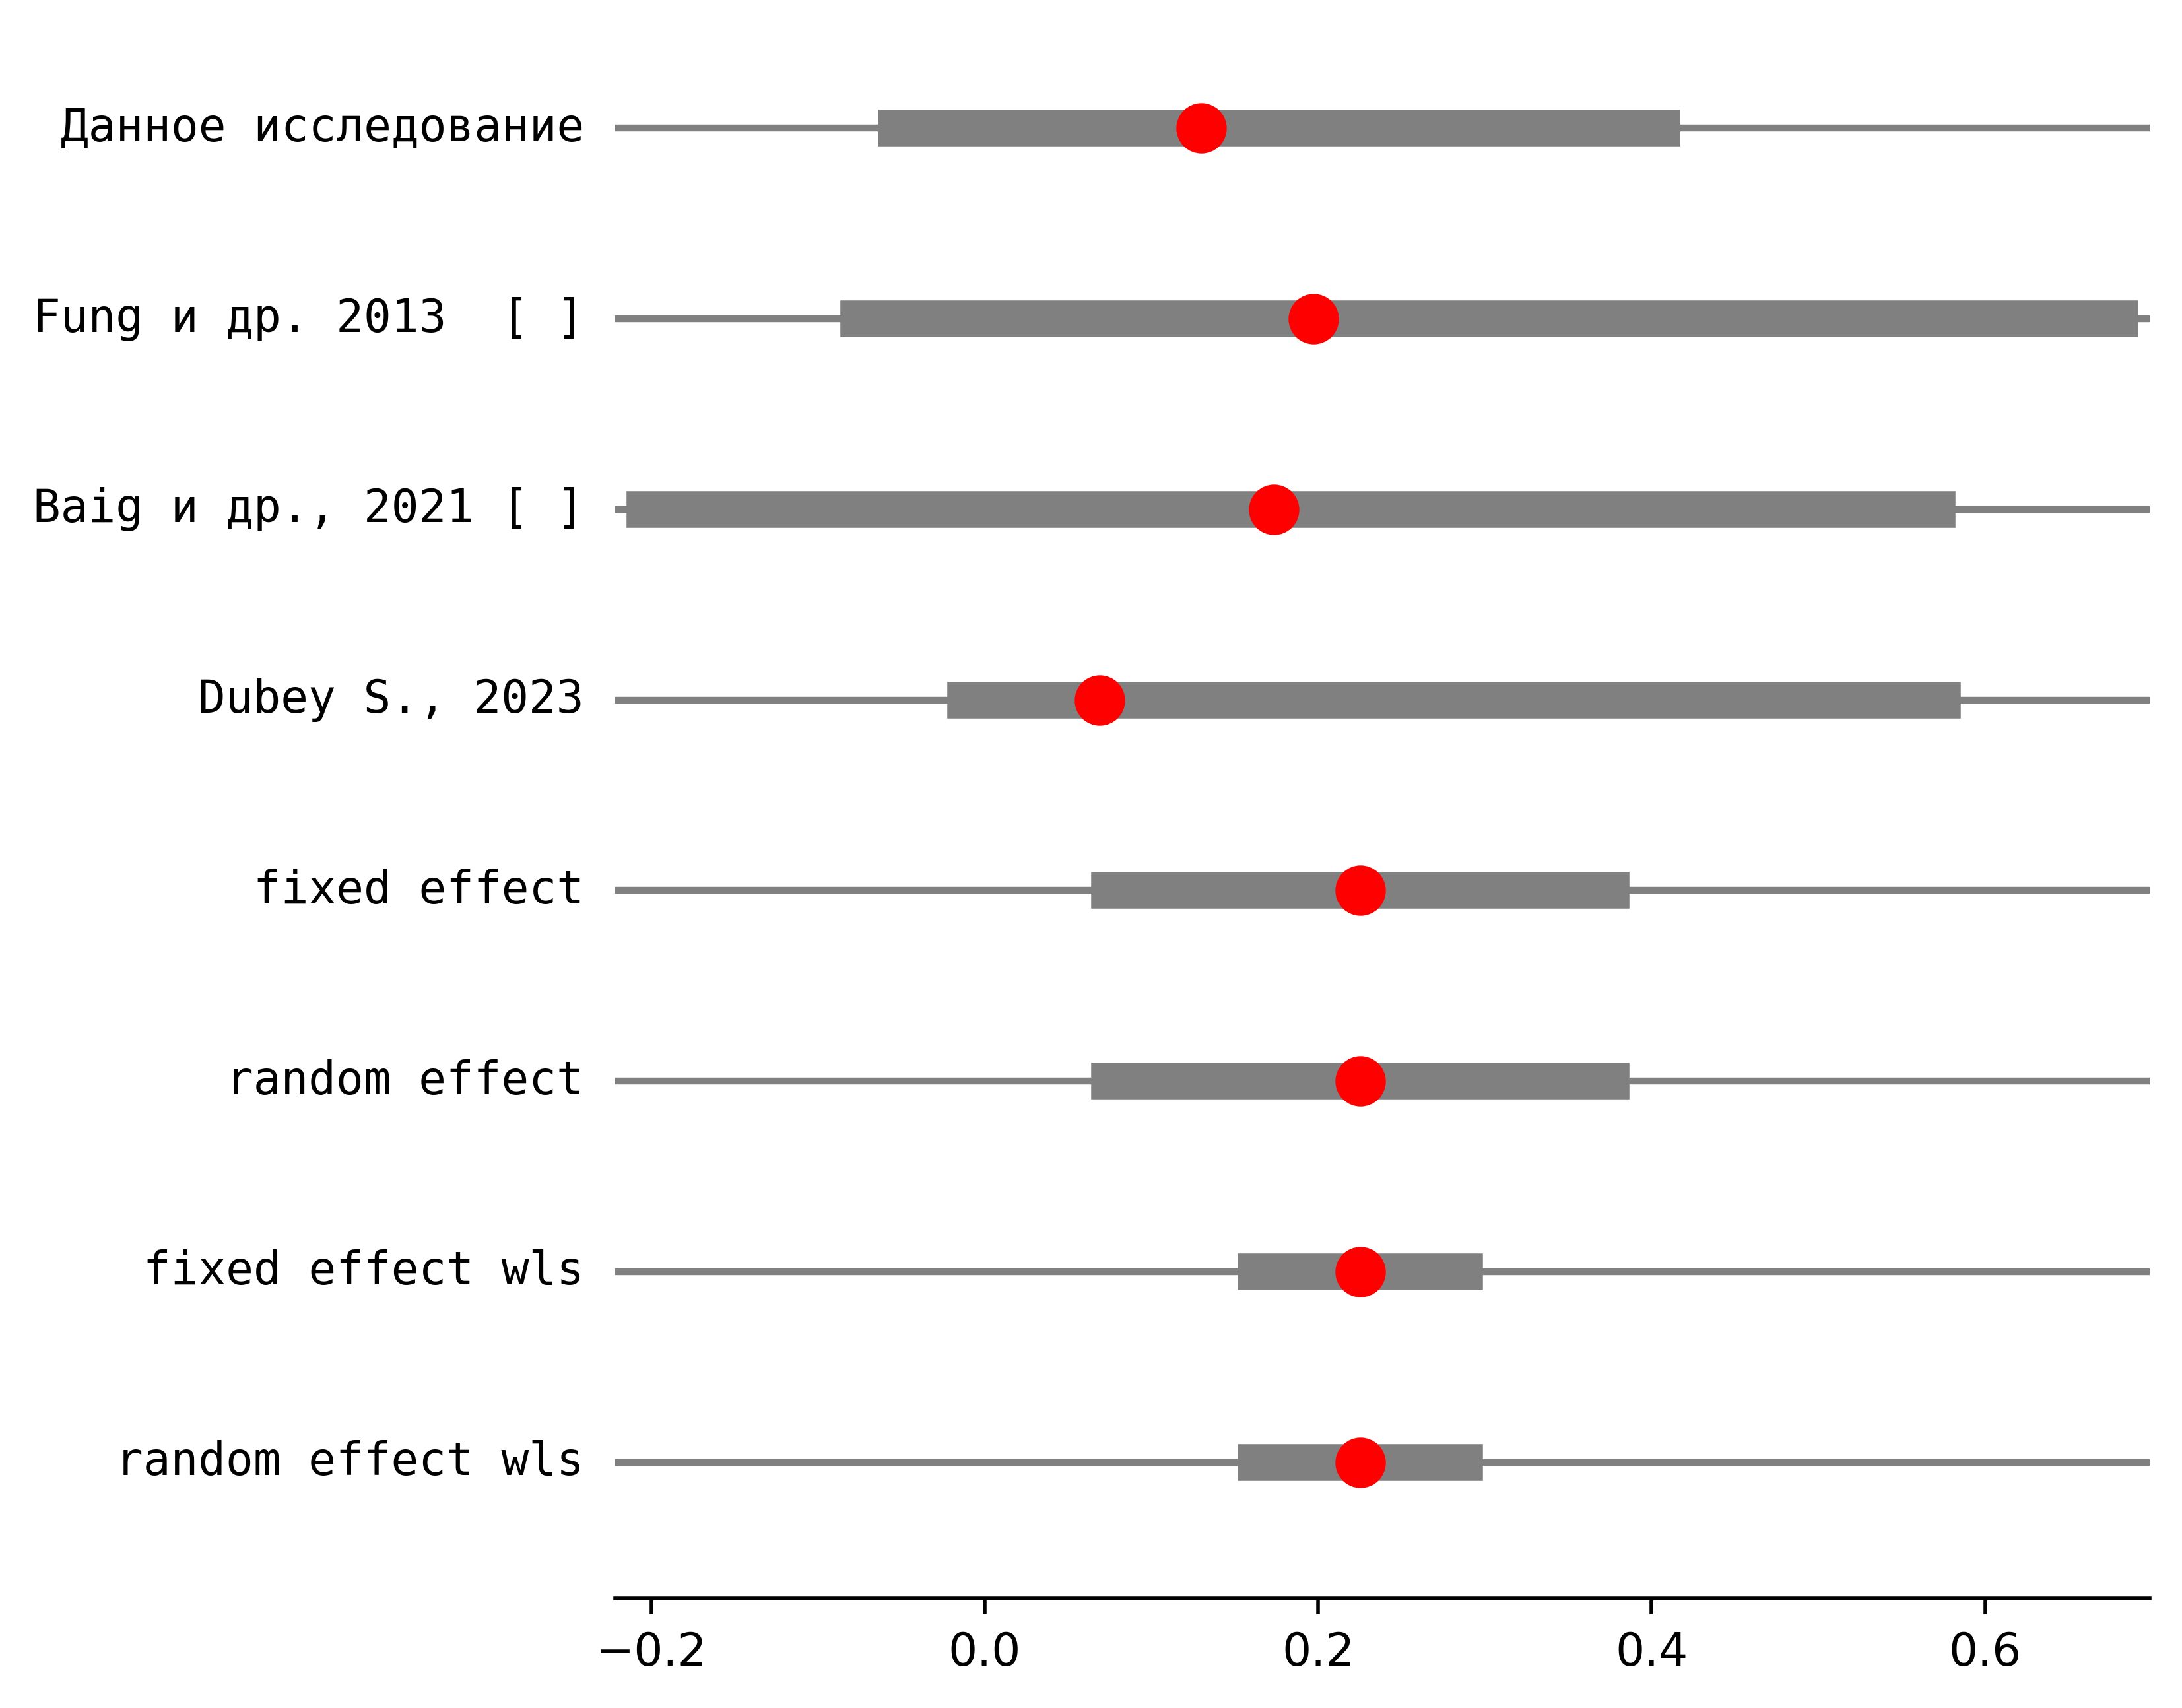 Данное исследование
Fung и др. 2013  [ ]
Baig и др., 2021 [ ]
Dubey S., 2023
fixed effect
random effect
fixed effect wls
random effect wls
−0.2 0.0 0.2 0.4 0.6